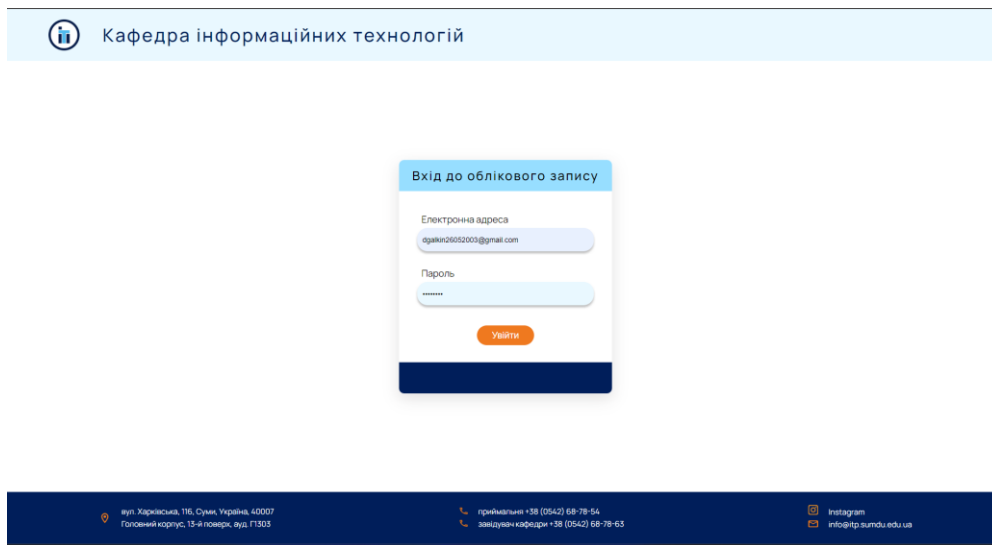 Кафедра інформаційних технологій
Вхід до облікового запису
Електронна адреса
dgalkin26052003@gmail.com
Пароль
••••••••
Увійти
вул. Харківська, 116, Суми, Україна, 40007
Головний корпус, 13-й поверх, ауд. Г1303
приймальня +38 (0542) 68-78-54
завідувач кафедри +38 (0542) 68-78-63
Instagram
info@itp.sumdu.edu.ua